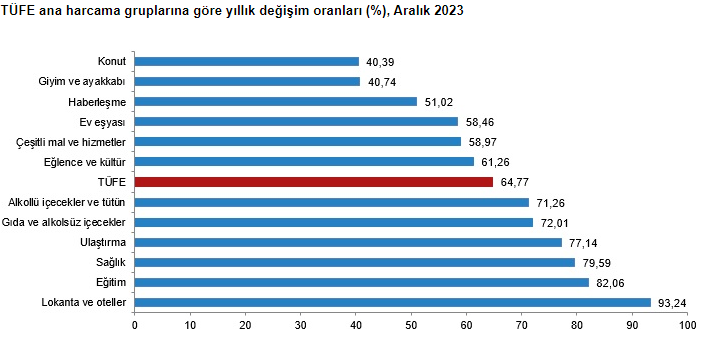 TÜFE ana harcama gruplarına göre yıllık değişim oranları (%), Aralık 2023
Konut 40,39
Giyim ve ayakkabı 40,74
Haberleşme 51,02
Ev eşyası 58,46
Çeşitli mal ve hizmetler 58,97
Eğlence ve kültür 61,26
TÜFE 64,77
Alkollü içecekler ve tütün 71,26
Gıda ve alkolsüz içecekler 72,01
Ulaştırma 77,14
Sağlık 79,59
Eğitim 82,06
Lokanta ve oteller 93,24
0 10 20 30 40 50 60 70 80 90 100